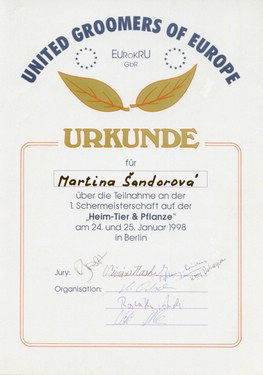 UNITED GROOMERS OF EUROPE
EUROKRU
GbR
URKUNDE
für
Martina Šandorová
über die Teilnahme an der
1. Schermeisterschaft auf der
„Heim-Tier & Pflanze"
am 24. und 25. Januar 1998
in Berlin
Jury:
Organisation: